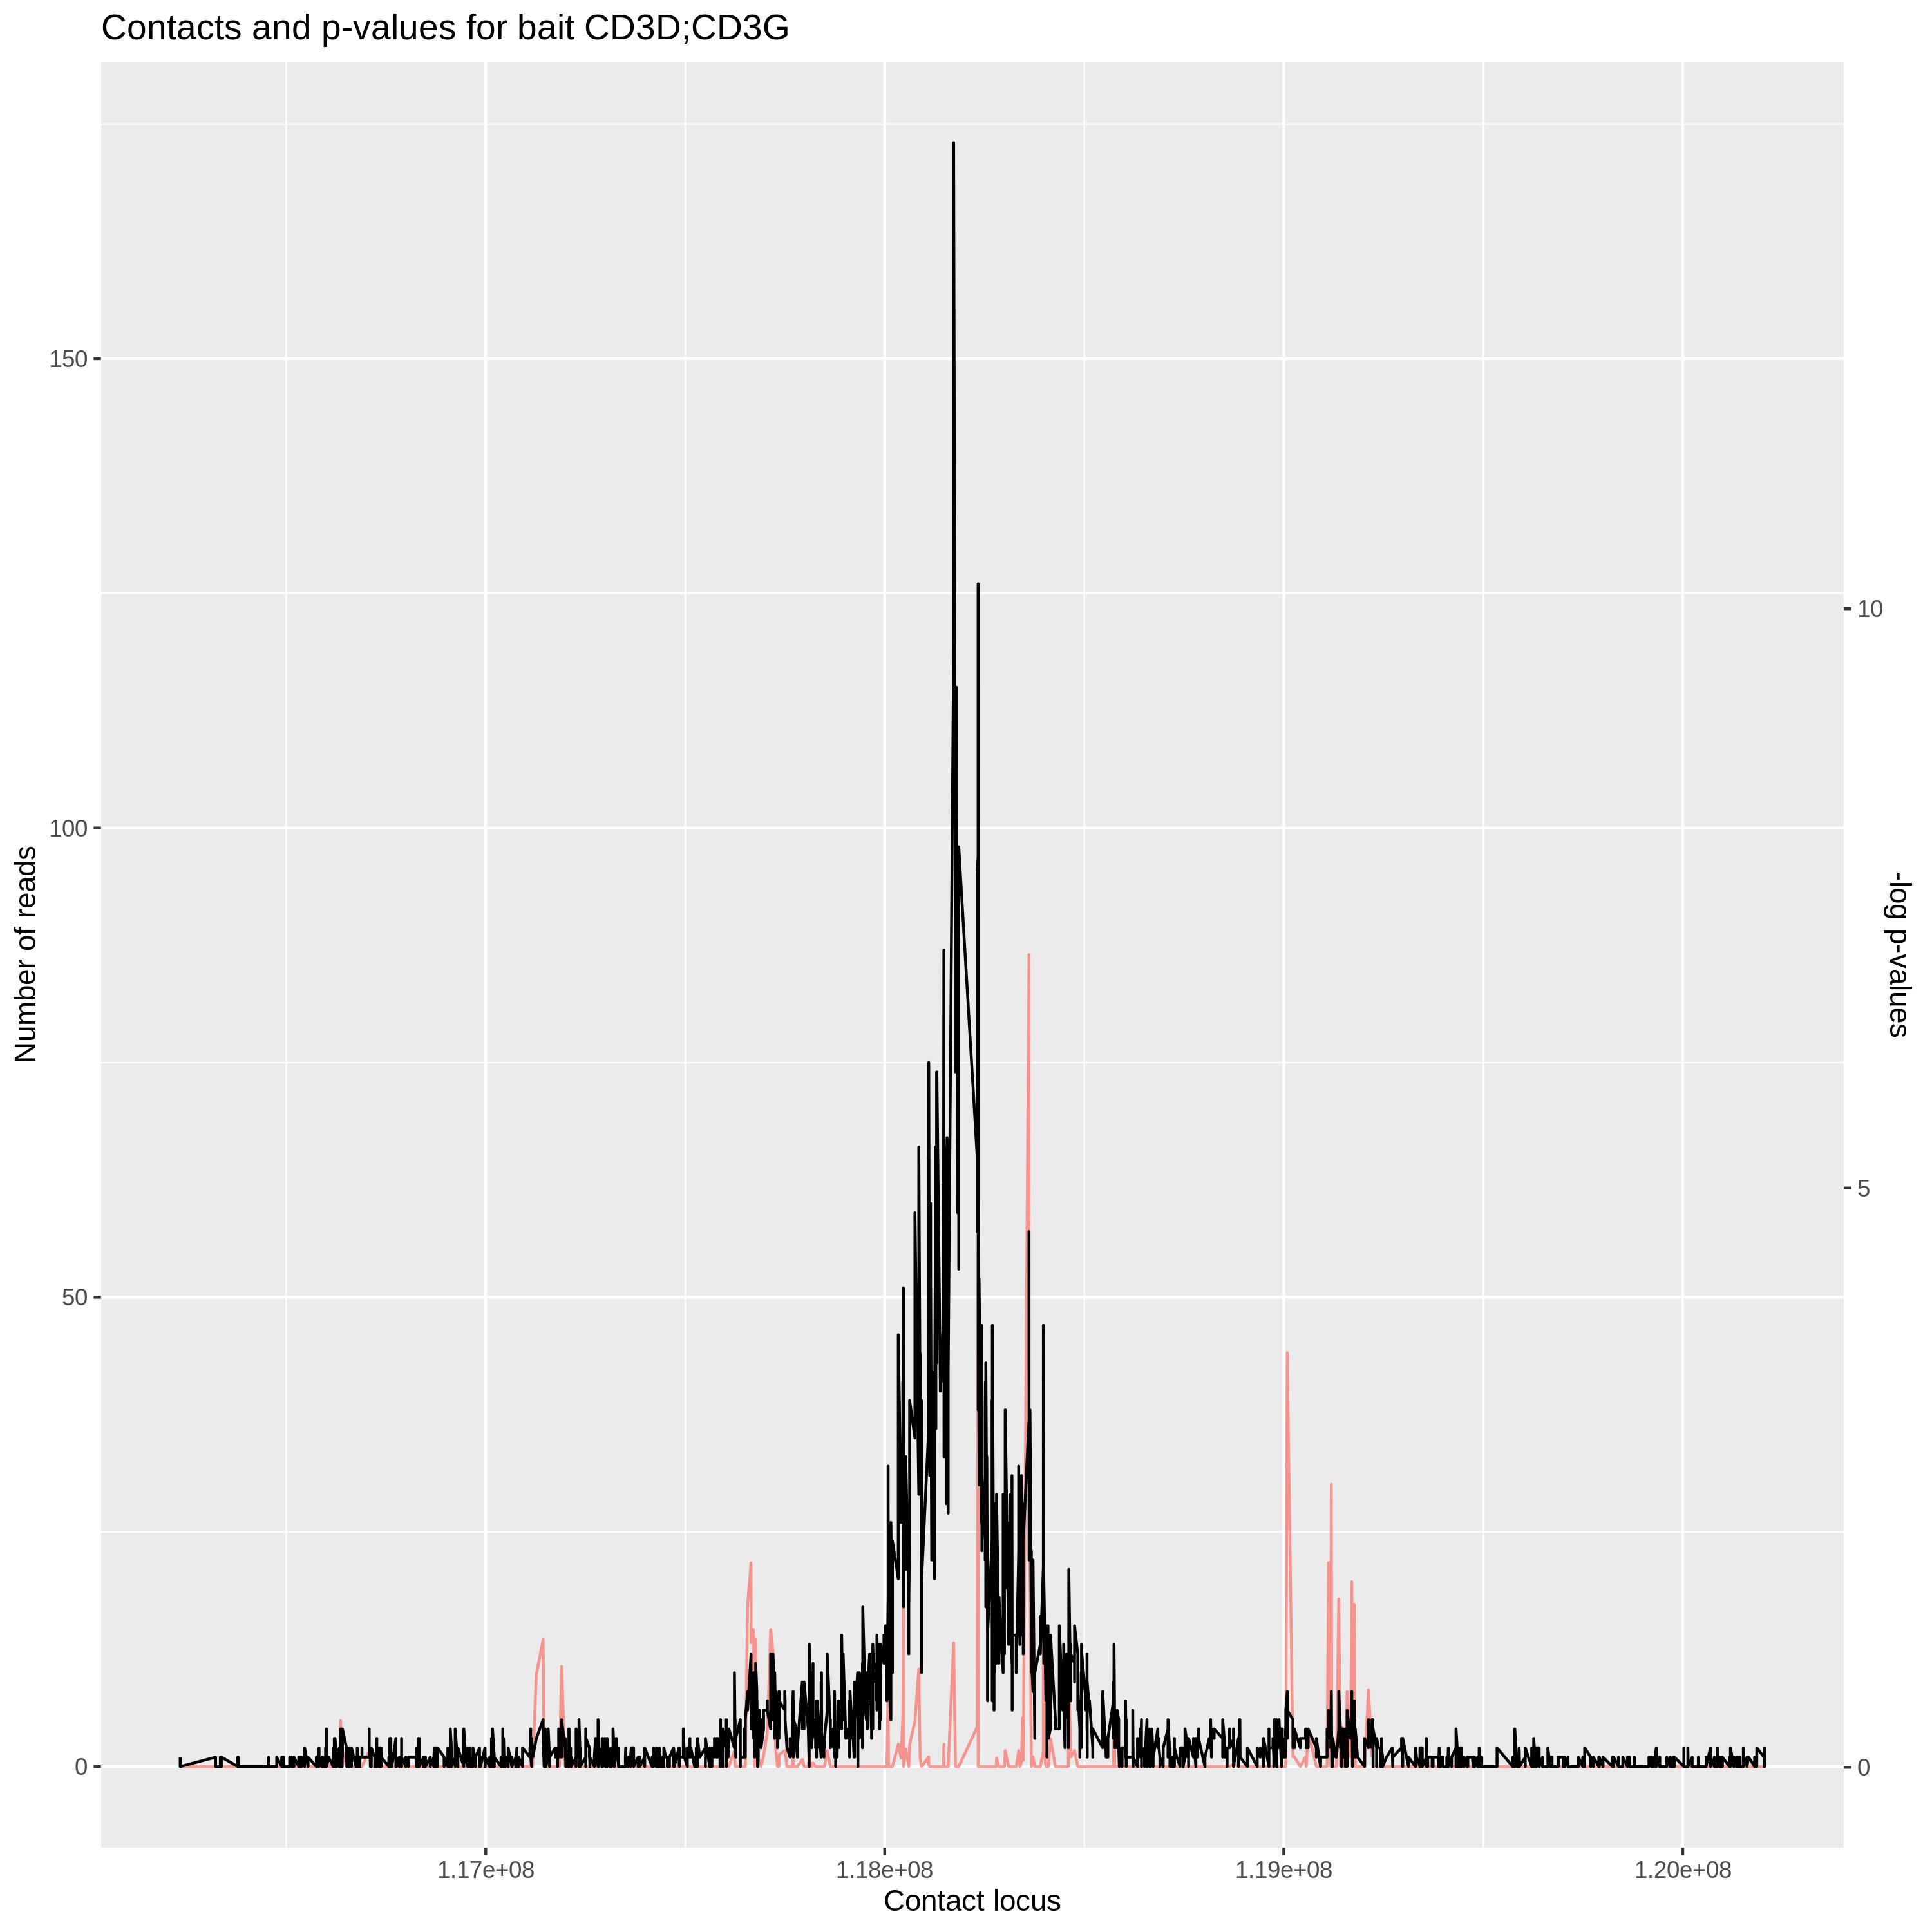 Contacts and p-values for bait CD3D;CD3G
150
100
50
0
Number of reads
10
5
0
-log p-values
1.17e+08
1.18e+08
1.19e+08
1.20e+08
Contact locus